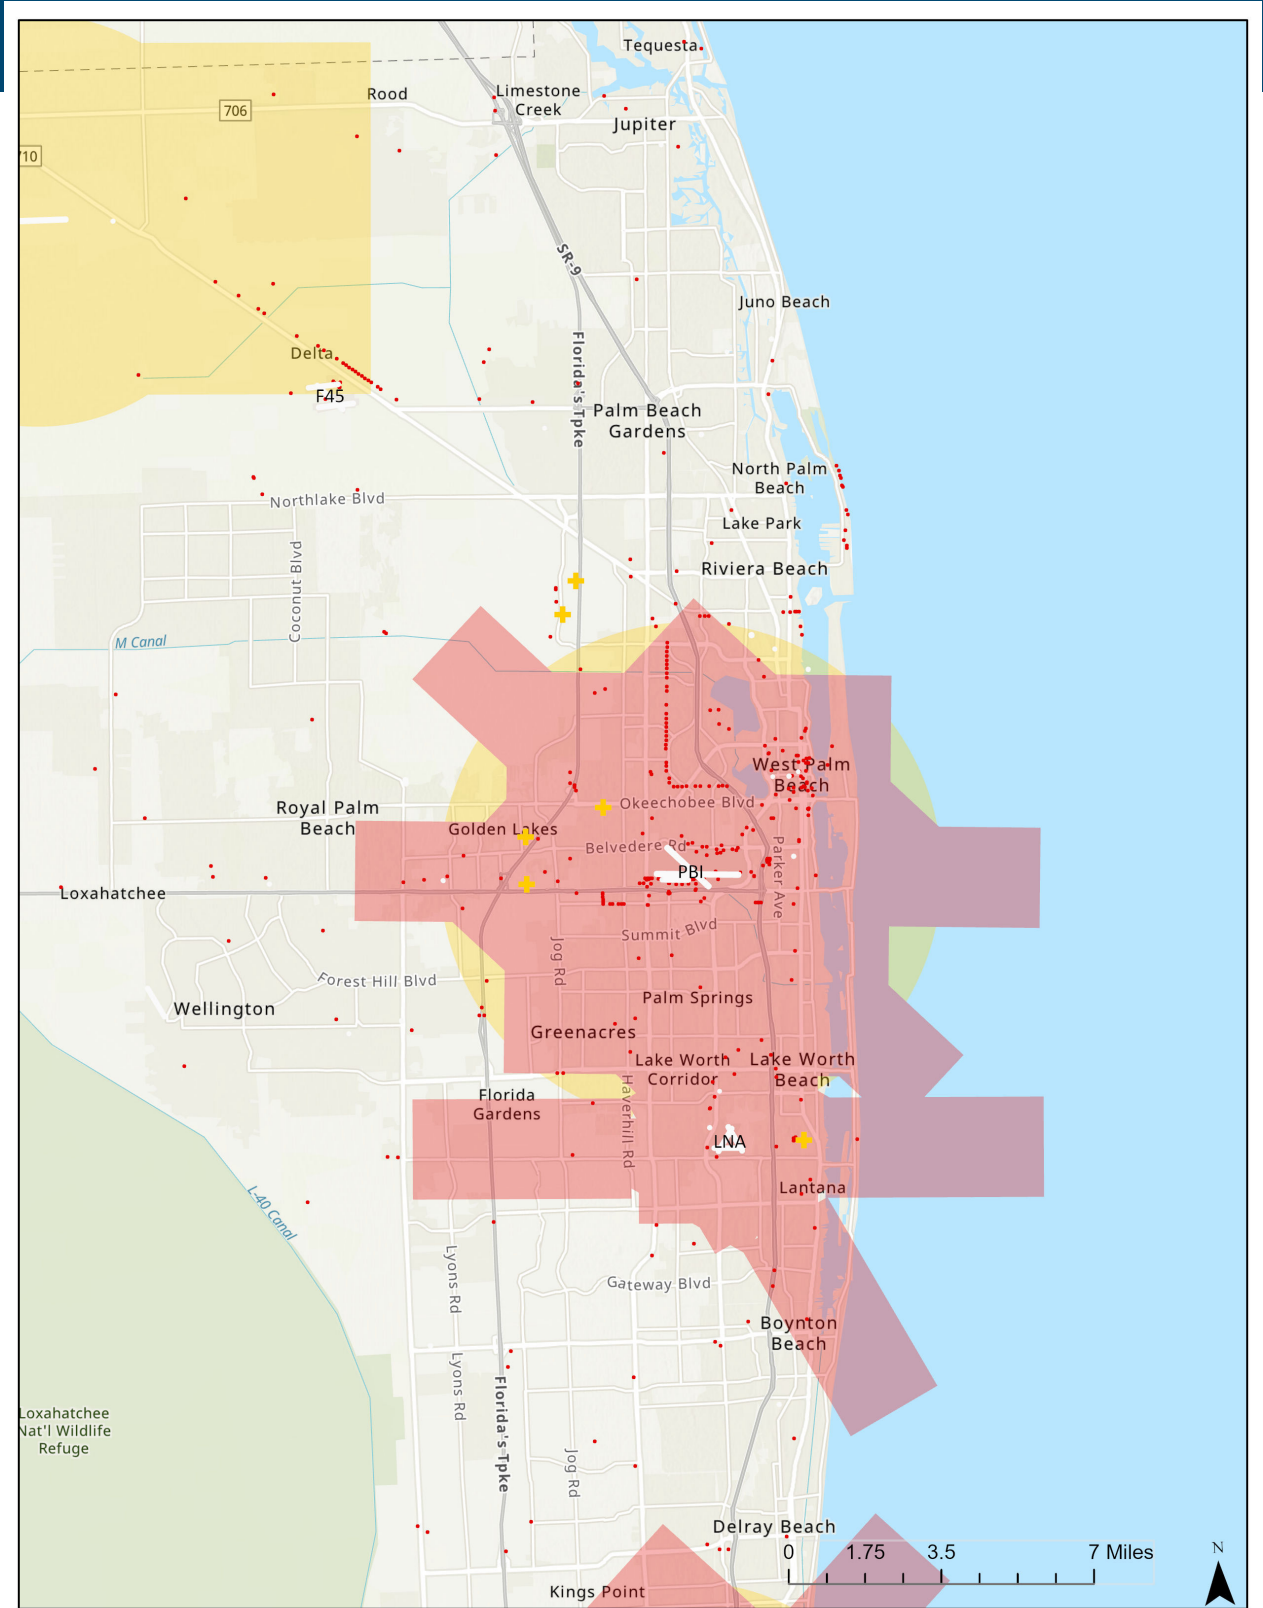 Tequesta
Rood
Limestone
Creek
706
Jupiter
710
SR-9
Juno Beach
Florida's Tpke
Delta
F45
Palm Beach
Gardens
North Palm
Beach
Northlake Blvd
Lake Park
Coconut Blvd
Riviera Beach
M Canal
West Palm
Beach
Royal Palm
Beach
Okeechobee Blvd
Golden Lakes
Belvedere Rd
Parker Ave
PBI
Loxahatchee
Summit Blvd
Jog Rd
Forest Hill Blvd
Palm Springs
Wellington
Greenacres
Lake Worth
Corridor
Lake Worth
Beach
Florida
Gardens
Haverhill Rd
LNA
Lantana
L-40 Canal
Lyons Rd
Gateway Blvd
Boynton
Beach
Lyons Rd
Florida's Tpke
Loxahatchee
Nat'l Wildlife
Refuge
Jog Rd
Delray Beach
0 1.75 3.5 7 Miles
N
Kings Point